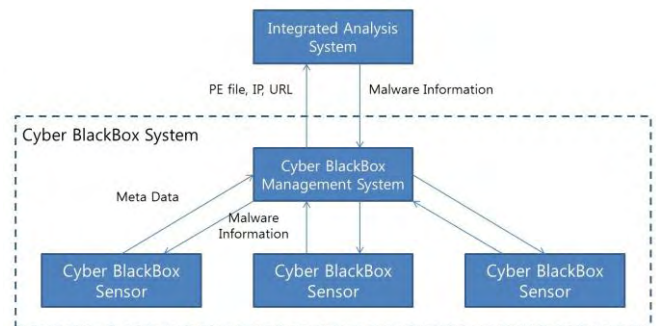 Integrated Analysis
System
PE file, IP, URL
Malware Information
Cyber BlackBox System
Cyber BlackBox
Management System
Meta Data
Malware
Information
Cyber BlackBox
Sensor
Cyber BlackBox
Sensor
Cyber BlackBox
Sensor